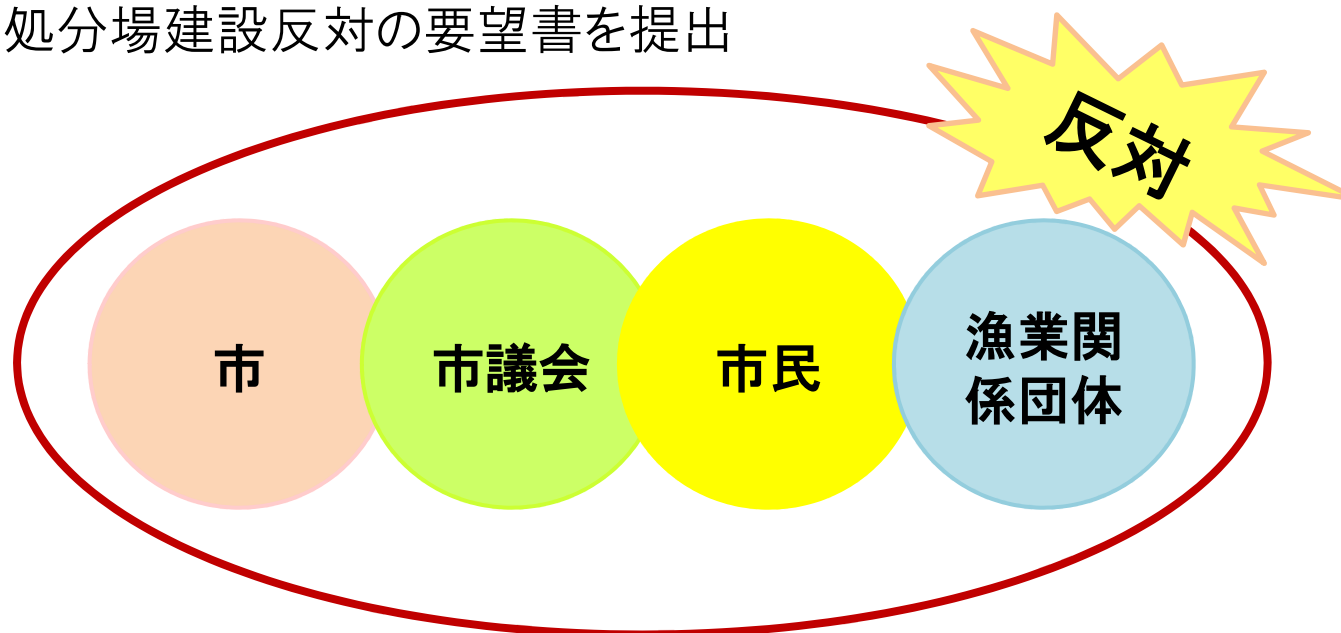 処分場建設反対の要望書を提出
反対
市
市議会
市民
漁業関
係団体